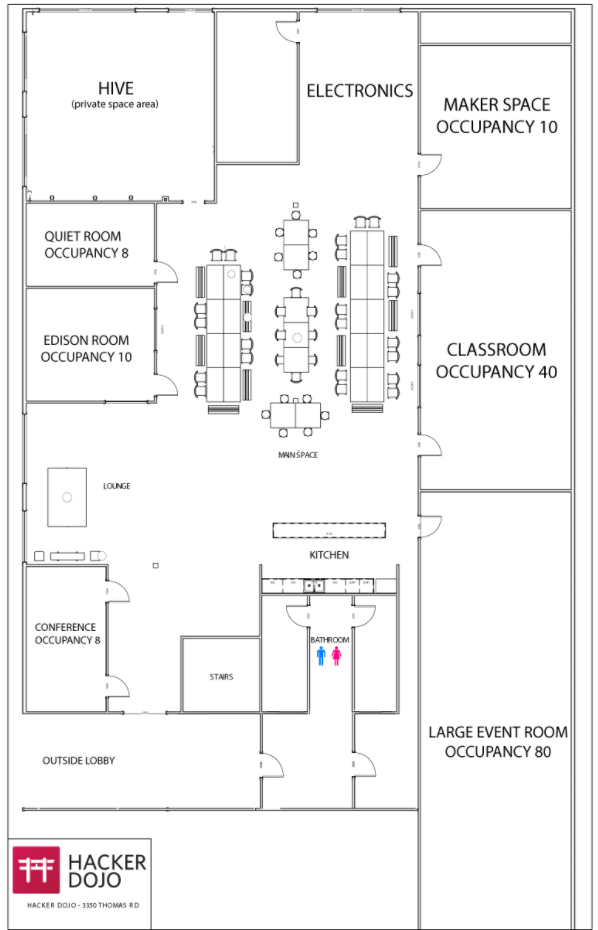 HIVE
(private space area)
ELECTRONICS
MAKER SPACE
OCCUPANCY 10
QUIET ROOM
OCCUPANCY 8
EDISON ROOM
OCCUPANCY 10
CLASSROOM
OCCUPANCY 40
MAIN SPACE
LOUNGE
KITCHEN
CONFERENCE
OCCUPANCY 8
BATHROOM
STAIRS
LARGE EVENT ROOM
OCCUPANCY 80
OUTSIDE LOBBY
HACKER
DOJO
HACKER DOJO - 3350 THOMAS RD